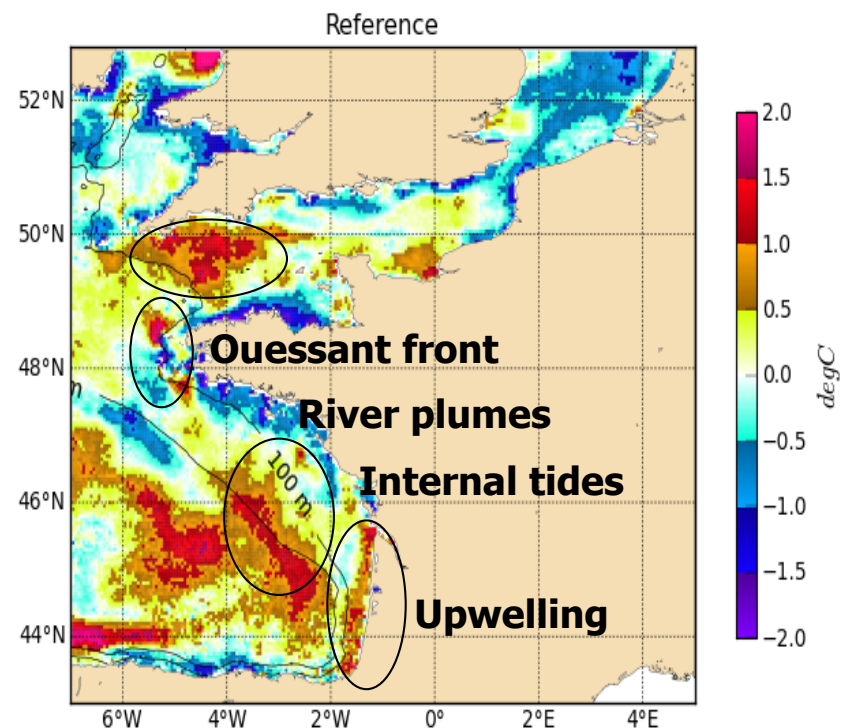 Reference
52°N
50°N
48°N
46°N
44°N
6°W
4°W
2°W
0°
2°E
4°E
Ouessant front
River plumes
100 m
Internal tides
Upwelling
2.0
1.5
1.0
0.5
0.0
−0.5
−1.0
−1.5
−2.0
degC